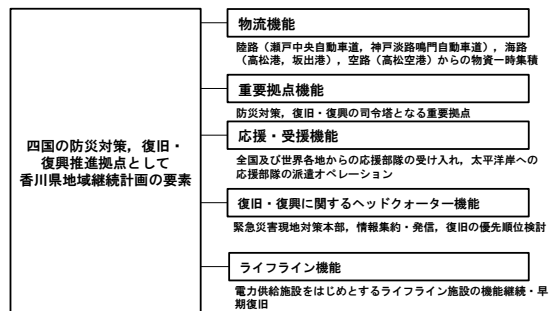 四国の防災対策，復旧・
復興推進拠点として
香川県地域継続計画の要素
物流機能
陸路（瀬戸中央自動車道，神戸淡路鳴門自動車道），海路
（高松港，坂出港），空路（高松空港）からの物資一時集積
重要拠点機能
防災対策，復旧・復興の司令塔となる重要拠点
応援・受援機能
全国及び世界各地からの応援部隊の受け入れ，太平洋岸への
応援部隊の派遣オペレーション
復旧・復興に関するヘッドクォーター機能
緊急災害現地対策本部，情報集約・発信，復旧の優先順位検討
ライフライン機能
電力供給施設をはじめとするライフライン施設の機能継続・早
期復旧